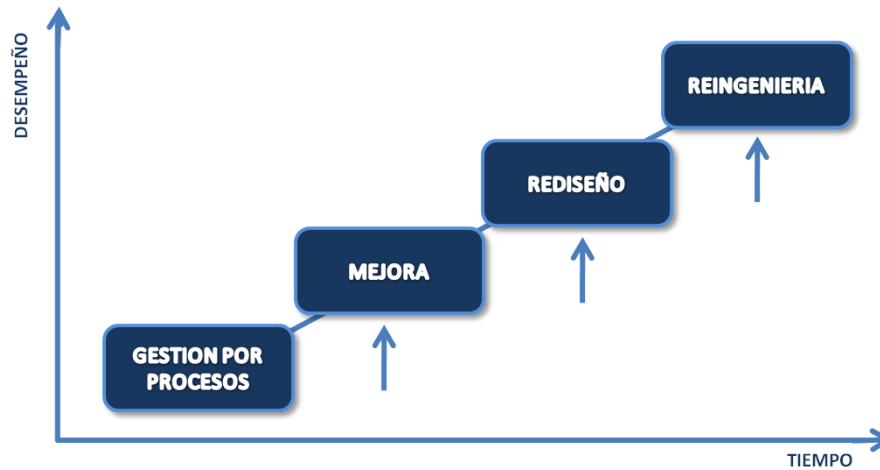 DESEMPEÑO
REINGENIERIA
REDISEÑO
MEJORA
GESTION POR
PROCESOS
TIEMPO